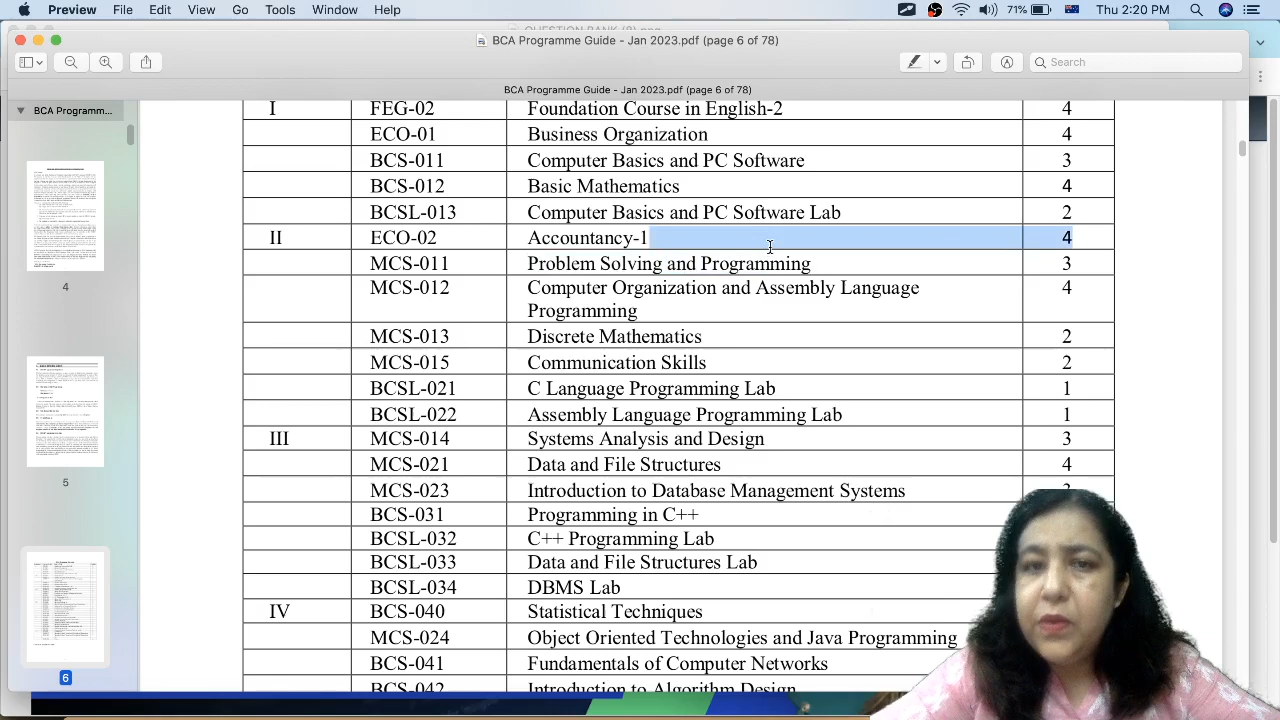 Preview File Edit View Go Tools Window Help 7% Thu 2:20 PM
BCA Programme Guide - Jan 2023.pdf (page 6 of 78)
Search
BCA Programme Guide - Jan 2023.pdf (page 6 of 78)
BCA Programm...
4
5
6
I FEG-02 Foundation Course in English-2 4
ECO-01 Business Organization 4
BCS-011 Computer Basics and PC Software 3
BCS-012 Basic Mathematics 4
BCSL-013 Computer Basics and PC Software Lab 2
II ECO-02 Accountancy-1 4
MCS-011 Problem Solving and Programming 3
MCS-012 Computer Organization and Assembly Language 4
Programming
MCS-013 Discrete Mathematics 2
MCS-015 Communication Skills 2
BCSL-021 C Language Programming Lab 1
BCSL-022 Assembly Language Programming Lab 1
III MCS-014 Systems Analysis and Design 3
MCS-021 Data and File Structures 4
MCS-023 Introduction to Database Management Systems
BCS-031 Programming in C++
BCSL-032 C++ Programming Lab
BCSL-033 Data and File Structures Lab
BCSL-034 DBMS Lab
IV BCS-040 Statistical Techniques
MCS-024 Object Oriented Technologies and Java Programming
BCS-041 Fundamentals of Computer Networks
BCS-042 Introduction to Algorithm Design